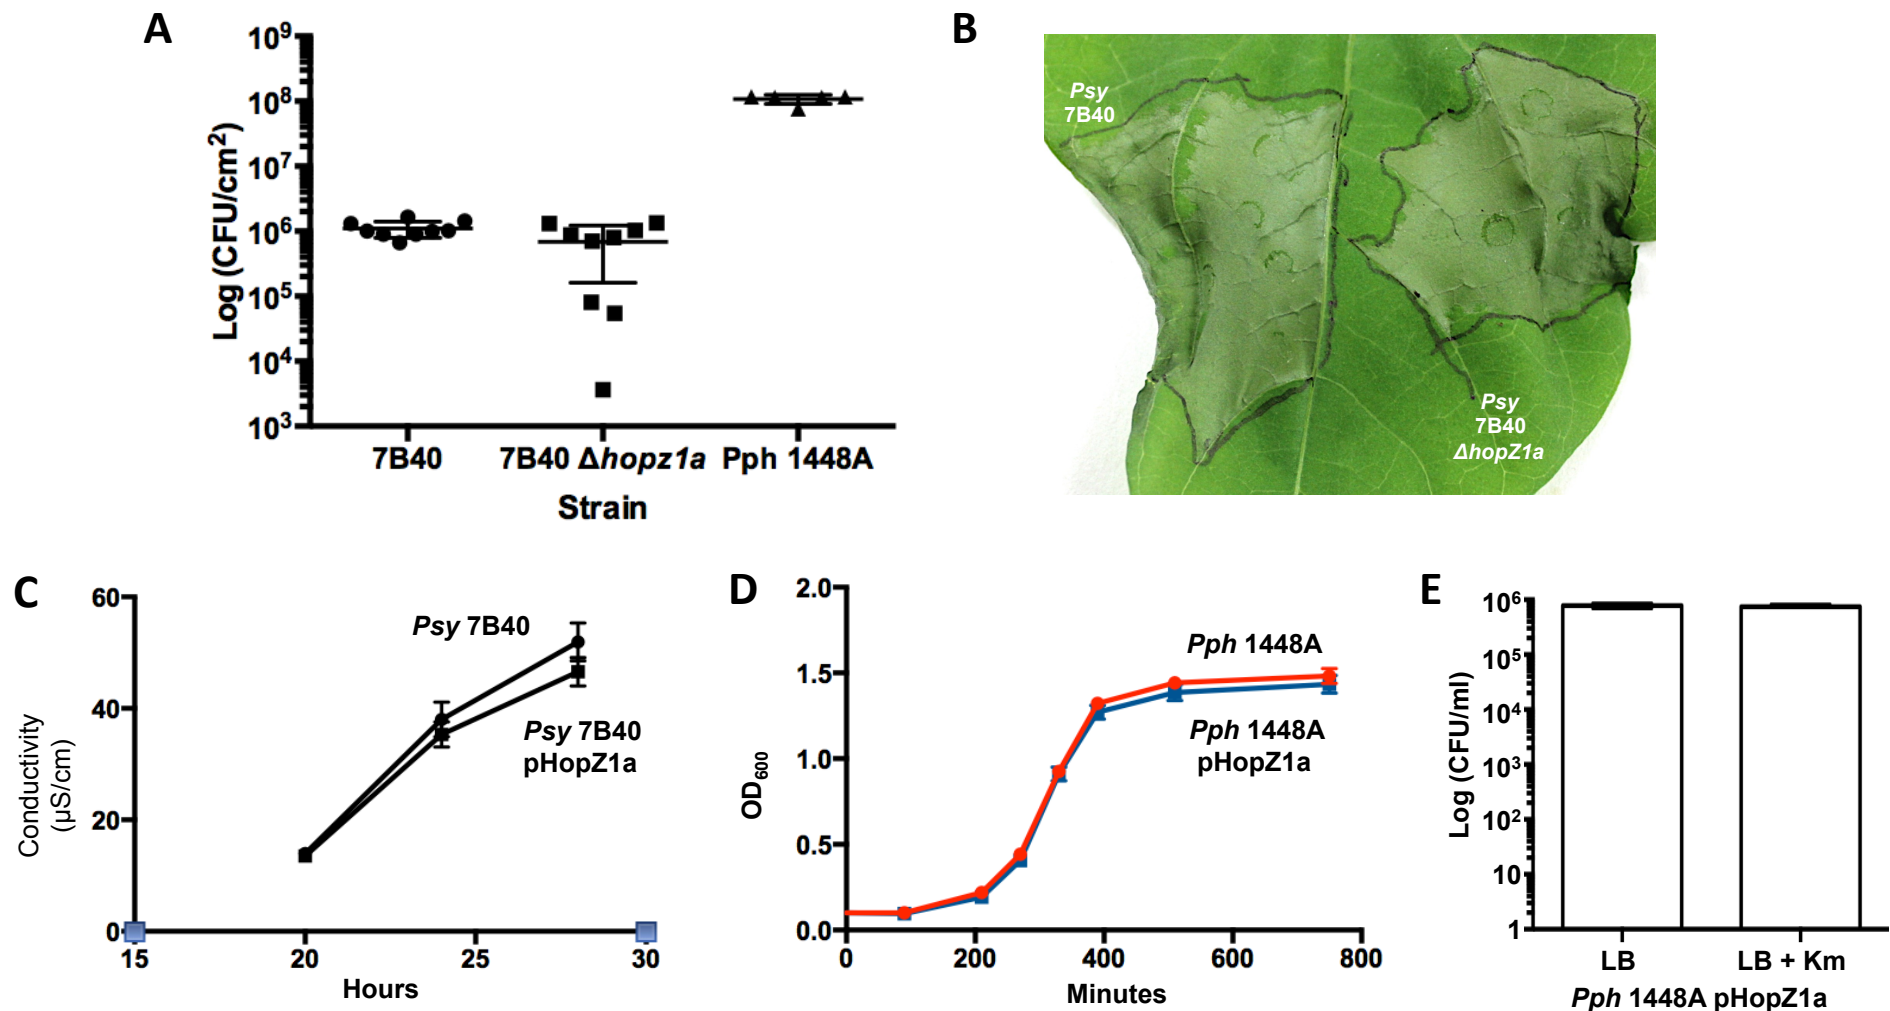 A
10⁹
10⁸
10⁷
10⁶
10⁵
10⁴
10³
Log (CFU/cm²)
7B40
7B40 Δhopz1a
Pph 1448A
Strain
B
Psy
7B40
Psy
7B40
ΔhopZ1a
C
60
40
20
0
Conductivity
(µS/cm)
15
20
25
30
Hours
Psy 7B40
Psy 7B40
pHopZ1a
D
2.0
1.5
1.0
0.5
0.0
OD₆₀₀
0
200
400
600
800
Minutes
Pph 1448A
Pph 1448A
pHopZ1a
E
10⁶
10⁵
10⁴
10³
10²
10
1
Log (CFU/ml)
LB
LB + Km
Pph 1448A pHopZ1a